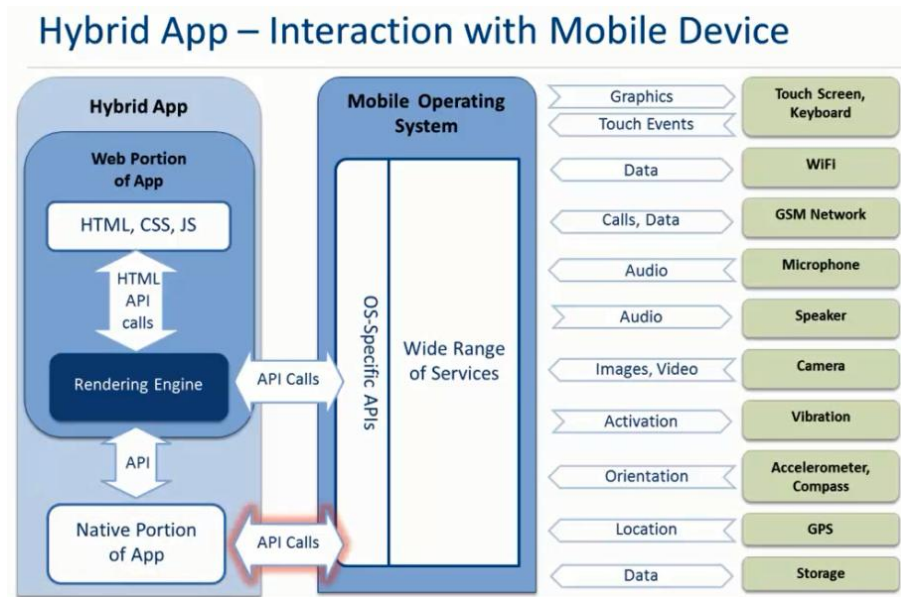 Hybrid App – Interaction with Mobile Device
Hybrid App
Web Portion
of App
HTML, CSS, JS
HTML
API
calls
Rendering Engine
API
Native Portion
of App
API Calls
API Calls
Mobile Operating
System
OS-Specific APIs
Wide Range
of Services
Graphics
Touch Events
Touch Screen,
Keyboard
Data
WiFi
Calls, Data
GSM Network
Audio
Microphone
Audio
Speaker
Images, Video
Camera
Activation
Vibration
Orientation
Accelerometer,
Compass
Location
GPS
Data
Storage